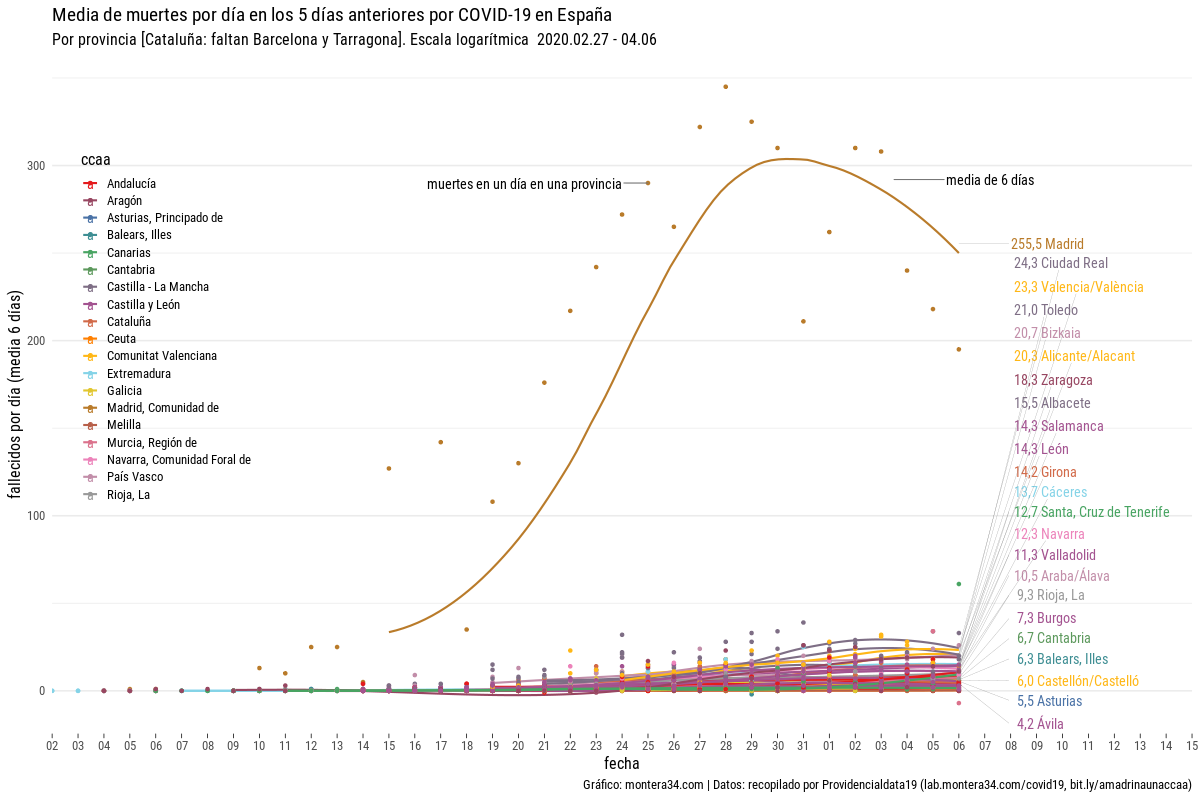 Media de muertes por día en los 5 días anteriores por COVID-19 en España
Por provincia [Cataluña: faltan Barcelona y Tarragona]. Escala logarítmica 2020.02.27 - 04.06
fallecidos por día (media 6 días)
300
200
100
0
ccaa
Andalucía
Aragón
Asturias, Principado de
Balears, Illes
Canarias
Cantabria
Castilla - La Mancha
Castilla y León
Cataluña
Ceuta
Comunitat Valenciana
Extremadura
Galicia
Madrid, Comunidad de
Melilla
Murcia, Región de
Navarra, Comunidad Foral de
País Vasco
Rioja, La
muertes en un día en una provincia
media de 6 días
255,5 Madrid
24,3 Ciudad Real
23,3 Valencia/València
21,0 Toledo
20,7 Bizkaia
20,3 Alicante/Alacant
18,3 Zaragoza
15,5 Albacete
14,3 Salamanca
14,3 León
14,2 Girona
13,7 Cáceres
12,7 Santa, Cruz de Tenerife
12,3 Navarra
11,3 Valladolid
10,5 Araba/Álava
9,3 Rioja, La
7,3 Burgos
6,7 Cantabria
6,3 Balears, Illes
6,0 Castellón/Castelló
5,5 Asturias
4,2 Ávila
02 03 04 05 06 07 08 09 10 11 12 13 14 15 16 17 18 19 20 21 22 23 24 25 26 27 28 29 30 31 01 02 03 04 05 06 07 08 09 10 11 12 13 14 15
fecha
Gráfico: montera34.com | Datos: recopilado por Providencialdata19 (lab.montera34.com/covid19, bit.ly/amadrinaunaccaa)